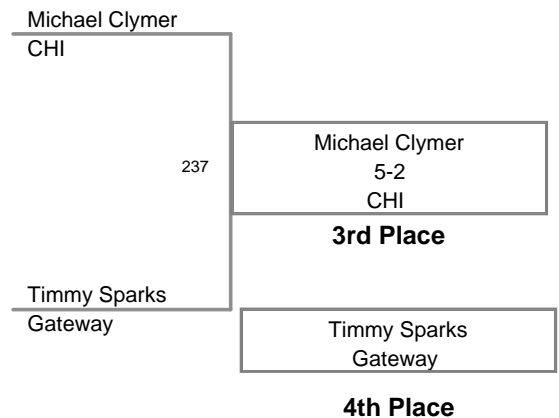 Michael Clymer
CHI
237
Michael Clymer
5-2
CHI
3rd Place
Timmy Sparks
Gateway
Timmy Sparks
Gateway
4th Place